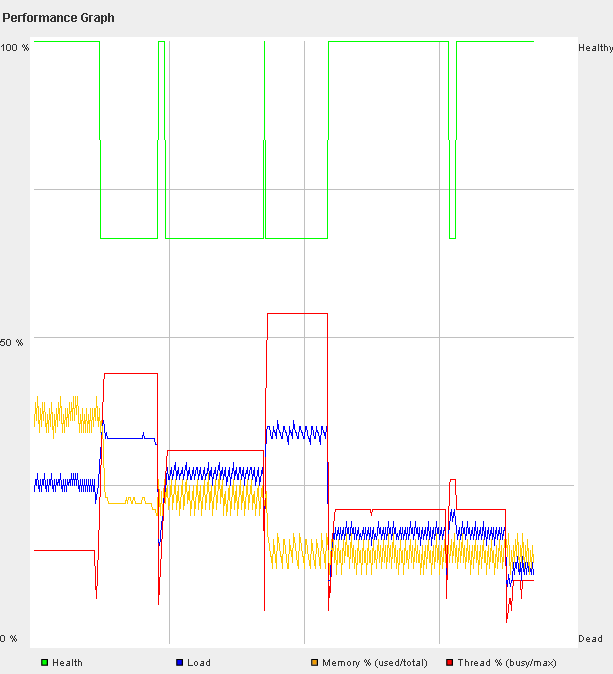 Performance Graph
100 %
Healthy
50 %
0 %
Dead
Health
Load
Memory % (used/total)
Thread % (busy/max)